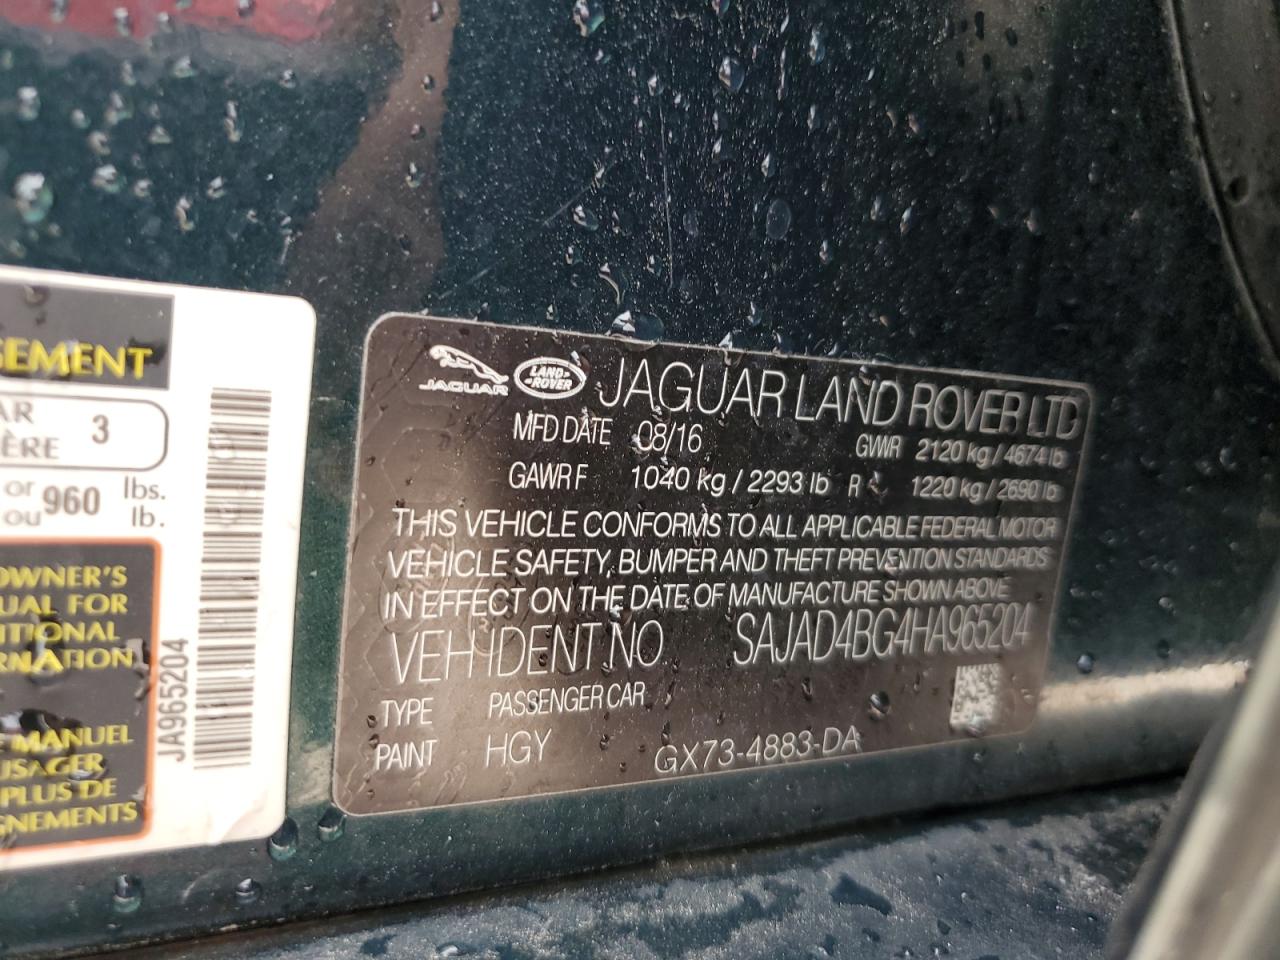 SEMENT
AR
ÈRE 3
or 960 lbs.
ou lb.
OWNER'S
UAL FOR
ITIONAL
RMATION
MANUEL
USAGER
PLUS DE
GNEMENTS
JA965204
JAGUAR LAND-ROVER JAGUAR LAND ROVER LTD
MFD DATE 08/16 GVWR 2120 kg / 4674 lb
GAWR F 1040 kg / 2293 lb R 1220 kg / 2690 lb
THIS VEHICLE CONFORMS TO ALL APPLICABLE FEDERAL MOTOR
VEHICLE SAFETY, BUMPER AND THEFT PREVENTION STANDARDS
IN EFFECT ON THE DATE OF MANUFACTURE SHOWN ABOVE
VEH IDENT NO SAJAD4BG4HA965204
TYPE PASSENGER CAR
PAINT HGY GX73-4883-DA